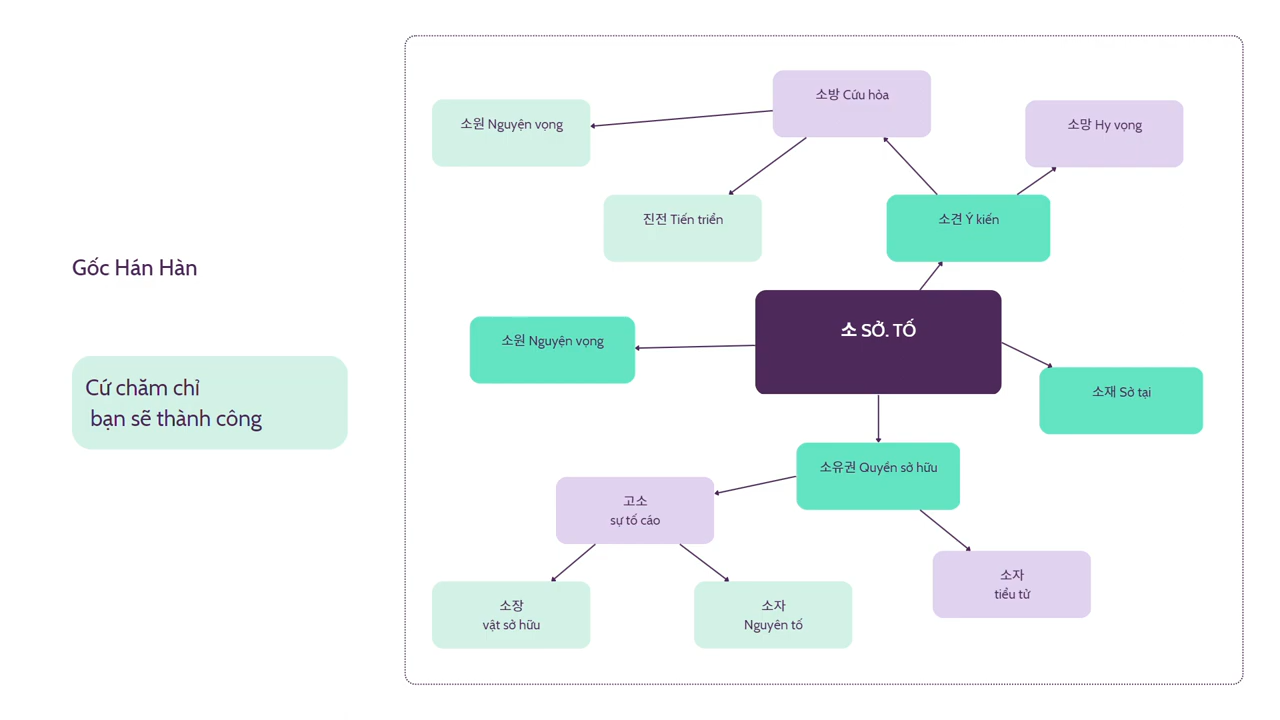 Gốc Hán Hàn
Cứ chăm chỉ
bạn sẽ thành công
소방 Cứu hòa
소원 Nguyện vọng
소망 Hy vọng
진전 Tiến triển
소견 Ý kiến
소 SỞ. TỐ
소원 Nguyện vọng
소재 Sở tại
소유권 Quyền sở hữu
고소
sự tố cáo
소자
tiểu tử
소장
vật sở hữu
소자
Nguyên tố